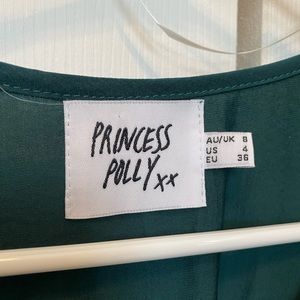 PRINCESS
POLLY xx
AU/UK 8
US 4
EU 36